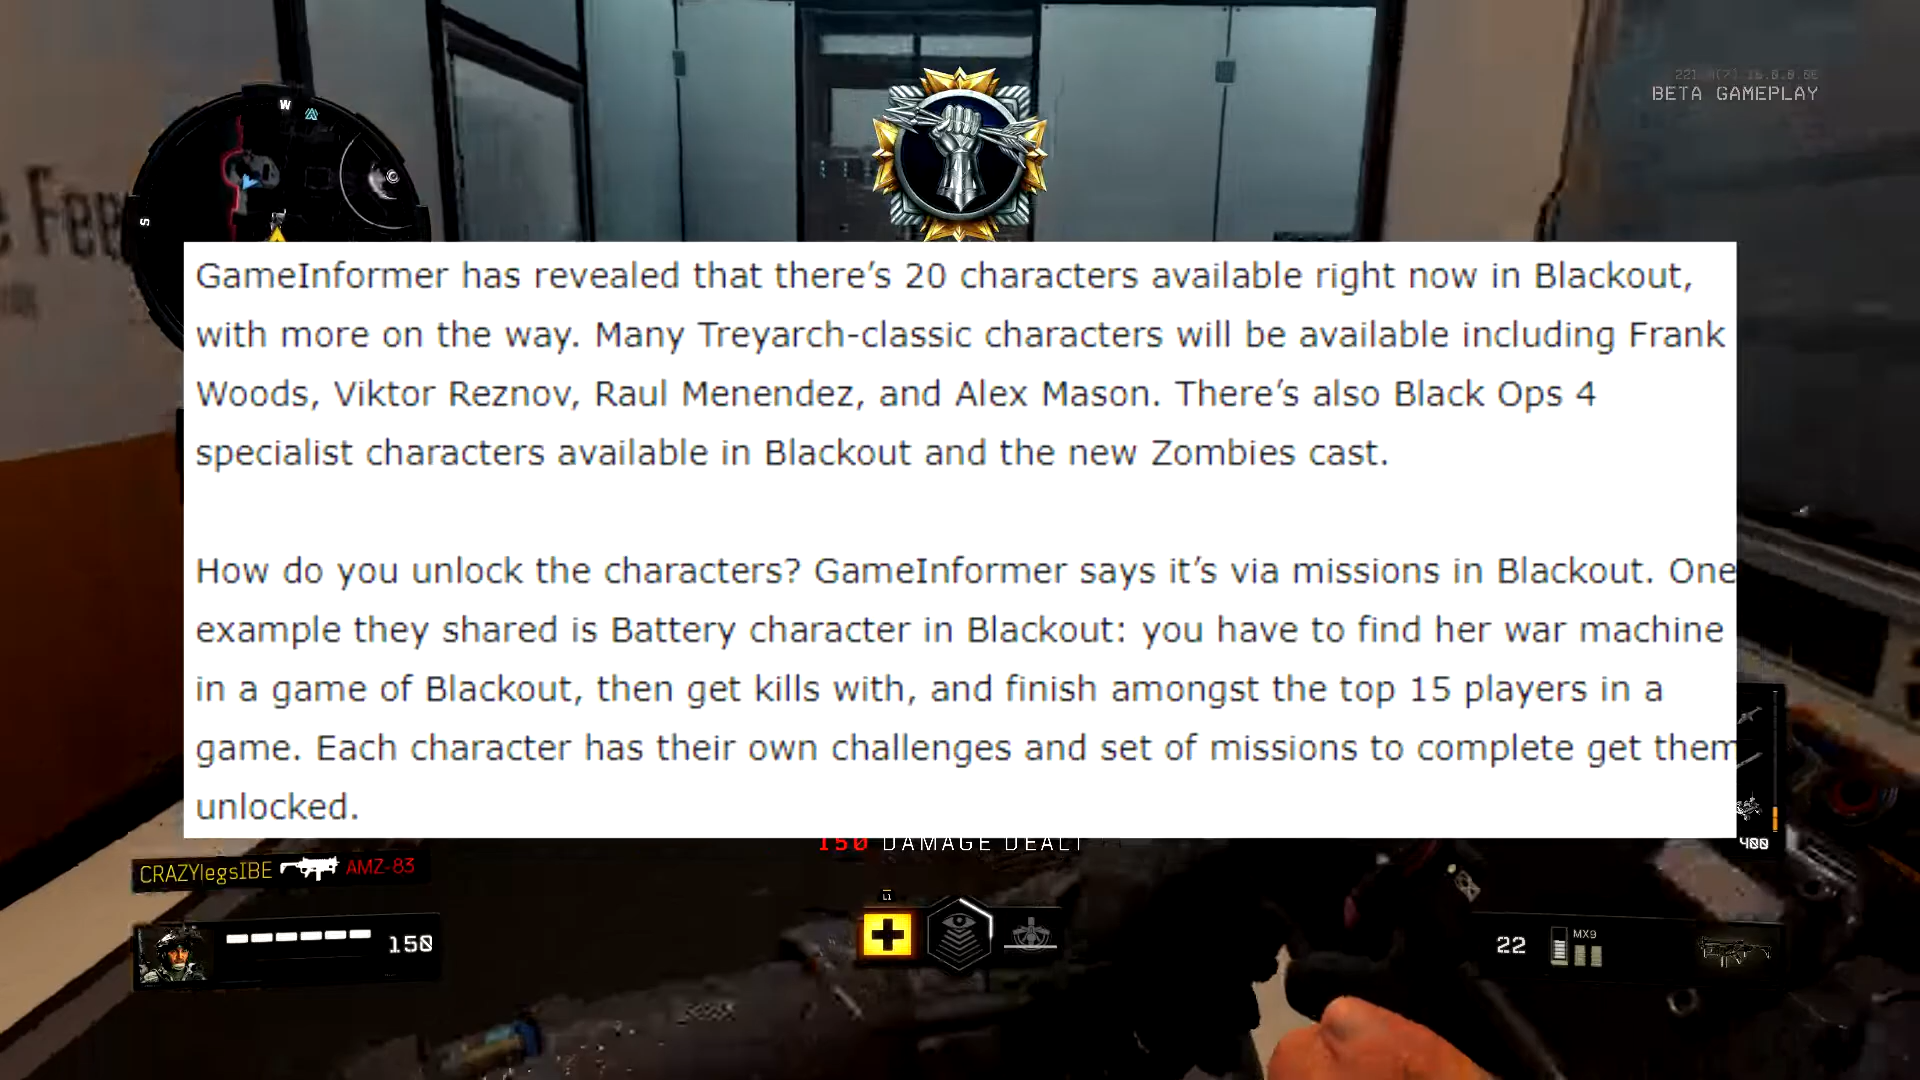 W
S
BETA GAMEPLAY
GameInformer has revealed that there’s 20 characters available right now in Blackout,
with more on the way. Many Treyarch-classic characters will be available including Frank
Woods, Viktor Reznov, Raul Menendez, and Alex Mason. There’s also Black Ops 4
specialist characters available in Blackout and the new Zombies cast.
How do you unlock the characters? GameInformer says it’s via missions in Blackout. One
example they shared is Battery character in Blackout: you have to find her war machine
in a game of Blackout, then get kills with, and finish amongst the top 15 players in a
game. Each character has their own challenges and set of missions to complete get them
unlocked.
150 DAMAGE DEALT
400
CRAZYlegsIBE AMZ-83
L1
150
22
MX9